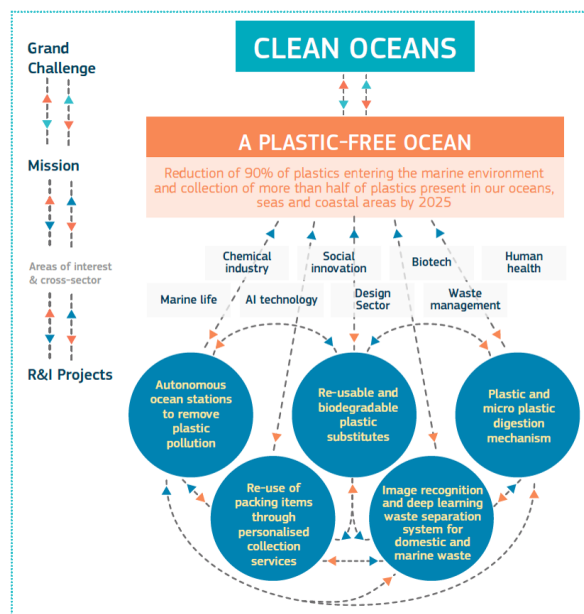 Grand
Challenge
CLEAN OCEANS
Mission
A PLASTIC-FREE OCEAN
Reduction of 90% of plastics entering the marine environment
and collection of more than half of plastics present in our oceans,
seas and coastal areas by 2025
Areas of interest
& cross-sector
Chemical
industry
Social
innovation
Biotech
Human
health
Marine life
AI technology
Design
Sector
Waste
management
R&I Projects
Autonomous
ocean stations
to remove
plastic
pollution
Re-usable and
biodegradable
plastic
substitutes
Plastic and
micro plastic
digestion
mechanism
Re-use of
packing items
through
personalised
collection
services
Image recognition
and deep learning
waste separation
system for
domestic and
marine waste